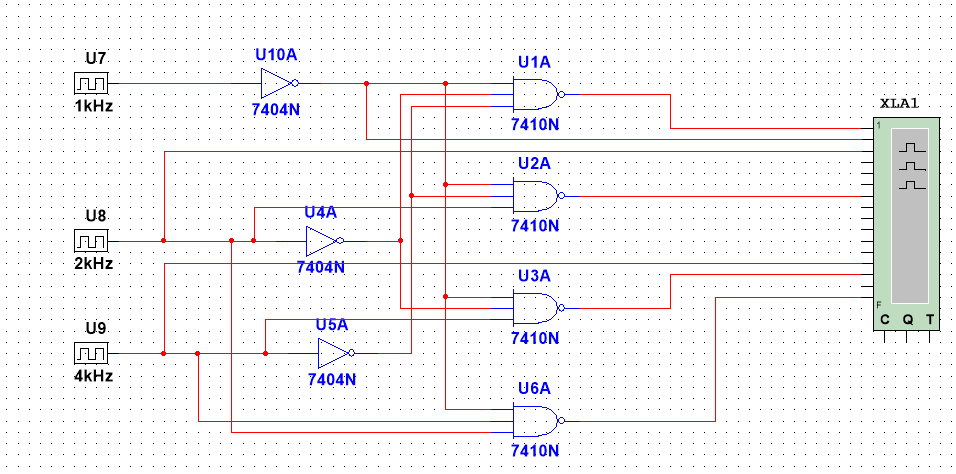 U7
1kHz
U10A
7404N
U1A
7410N
XLA1
1
F
C Q T
U2A
7410N
U8
2kHz
U4A
7404N
U3A
7410N
U9
4kHz
U5A
7404N
U6A
7410N